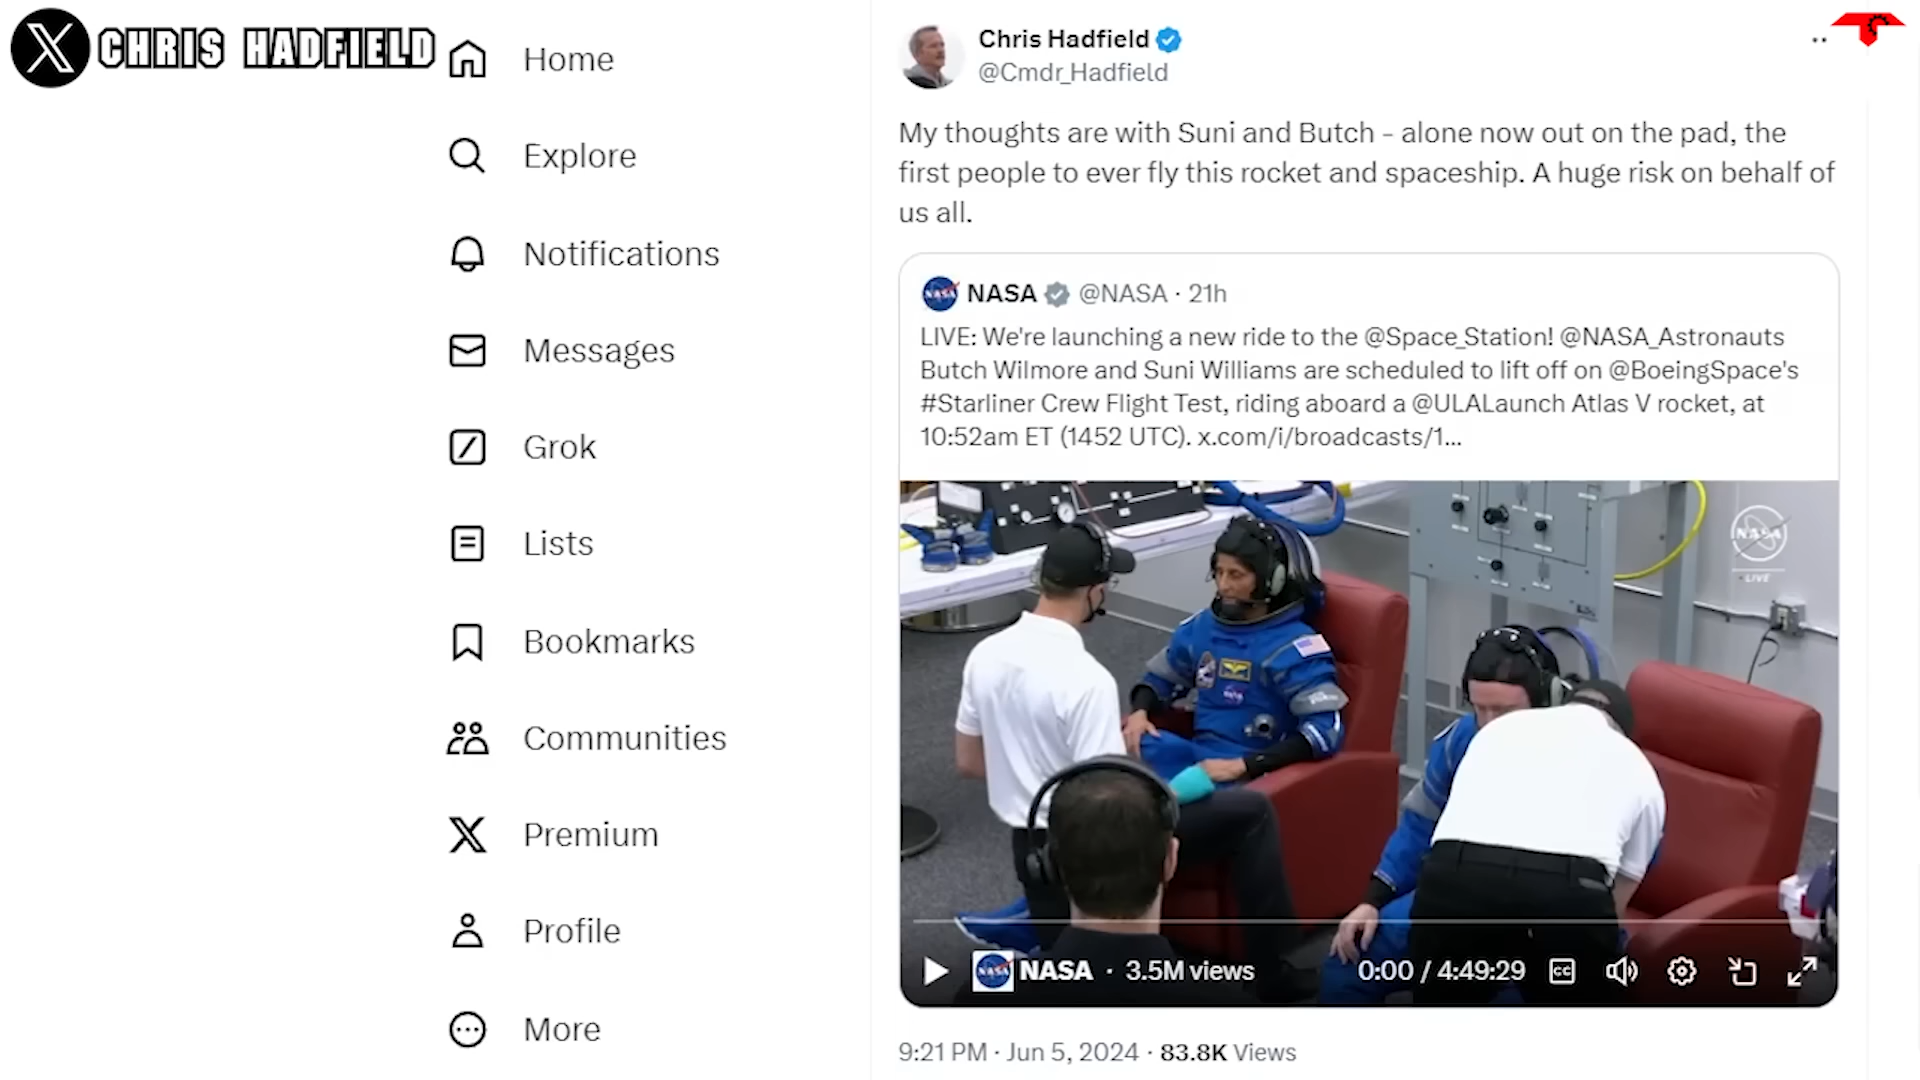 CHRIS HADFIELD
Home
Explore
Notifications
Messages
Grok
Lists
Bookmarks
Communities
Premium
Profile
More
Chris Hadfield
@Cmdr_Hadfield
My thoughts are with Suni and Butch – alone now out on the pad, the
first people to ever fly this rocket and spaceship. A huge risk on behalf of
us all.
NASA @NASA · 21h
LIVE: We're launching a new ride to the @Space_Station! @NASA_Astronauts
Butch Wilmore and Suni Williams are scheduled to lift off on @BoeingSpace's
#Starliner Crew Flight Test, riding aboard a @ULALaunch Atlas V rocket, at
10:52am ET (1452 UTC). x.com/i/broadcasts/1...
NASA
LIVE
NASA · 3.5M views 0:00 / 4:49:29 CC
9:21 PM · Jun 5, 2024 · 83.8K Views